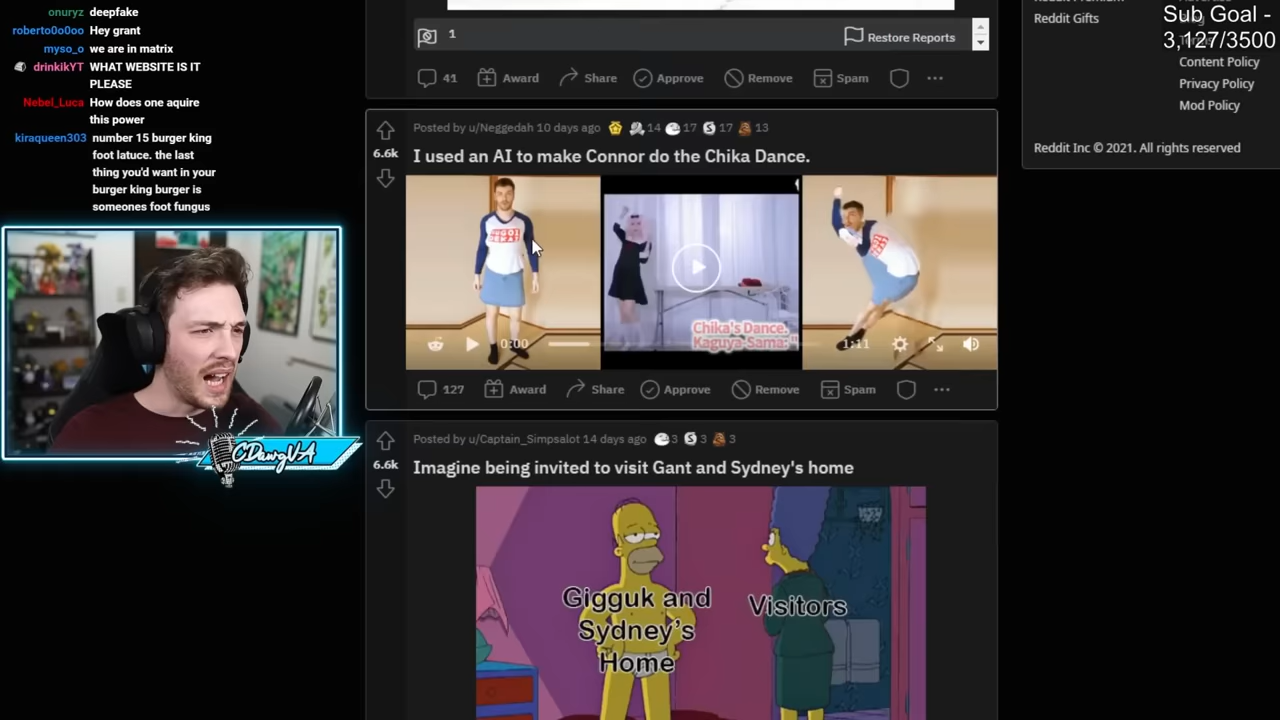 onuryz deepfake
roberto0o0oo Hey grant
myso_o we are in matrix
drinkikYT WHAT WEBSITE IS IT
PLEASE
Nebel_Luca How does one aquire
this power
kiraqueen303 number 15 burger king
foot latuce. the last
thing you'd want in your
burger king burger is
someones foot fungus
CDawgVA
1
Restore Reports
41 Award Share Approve Remove Spam
Posted by u/Neggedah 10 days ago 14 17 17 13
6.6k
I used an AI to make Connor do the Chika Dance.
Chika's Dance.
Kaguya-Sama: "
0:00
1:11
127 Award Share Approve Remove Spam
Posted by u/Captain_Simpsalot 14 days ago 3 3 3
6.6k
Imagine being invited to visit Gant and Sydney's home
Gigguk and
Sydney's
Home
Visitors
Reddit Gifts
Sub Goal -
3,127/3500
Content Policy
Privacy Policy
Mod Policy
Reddit Inc © 2021. All rights reserved